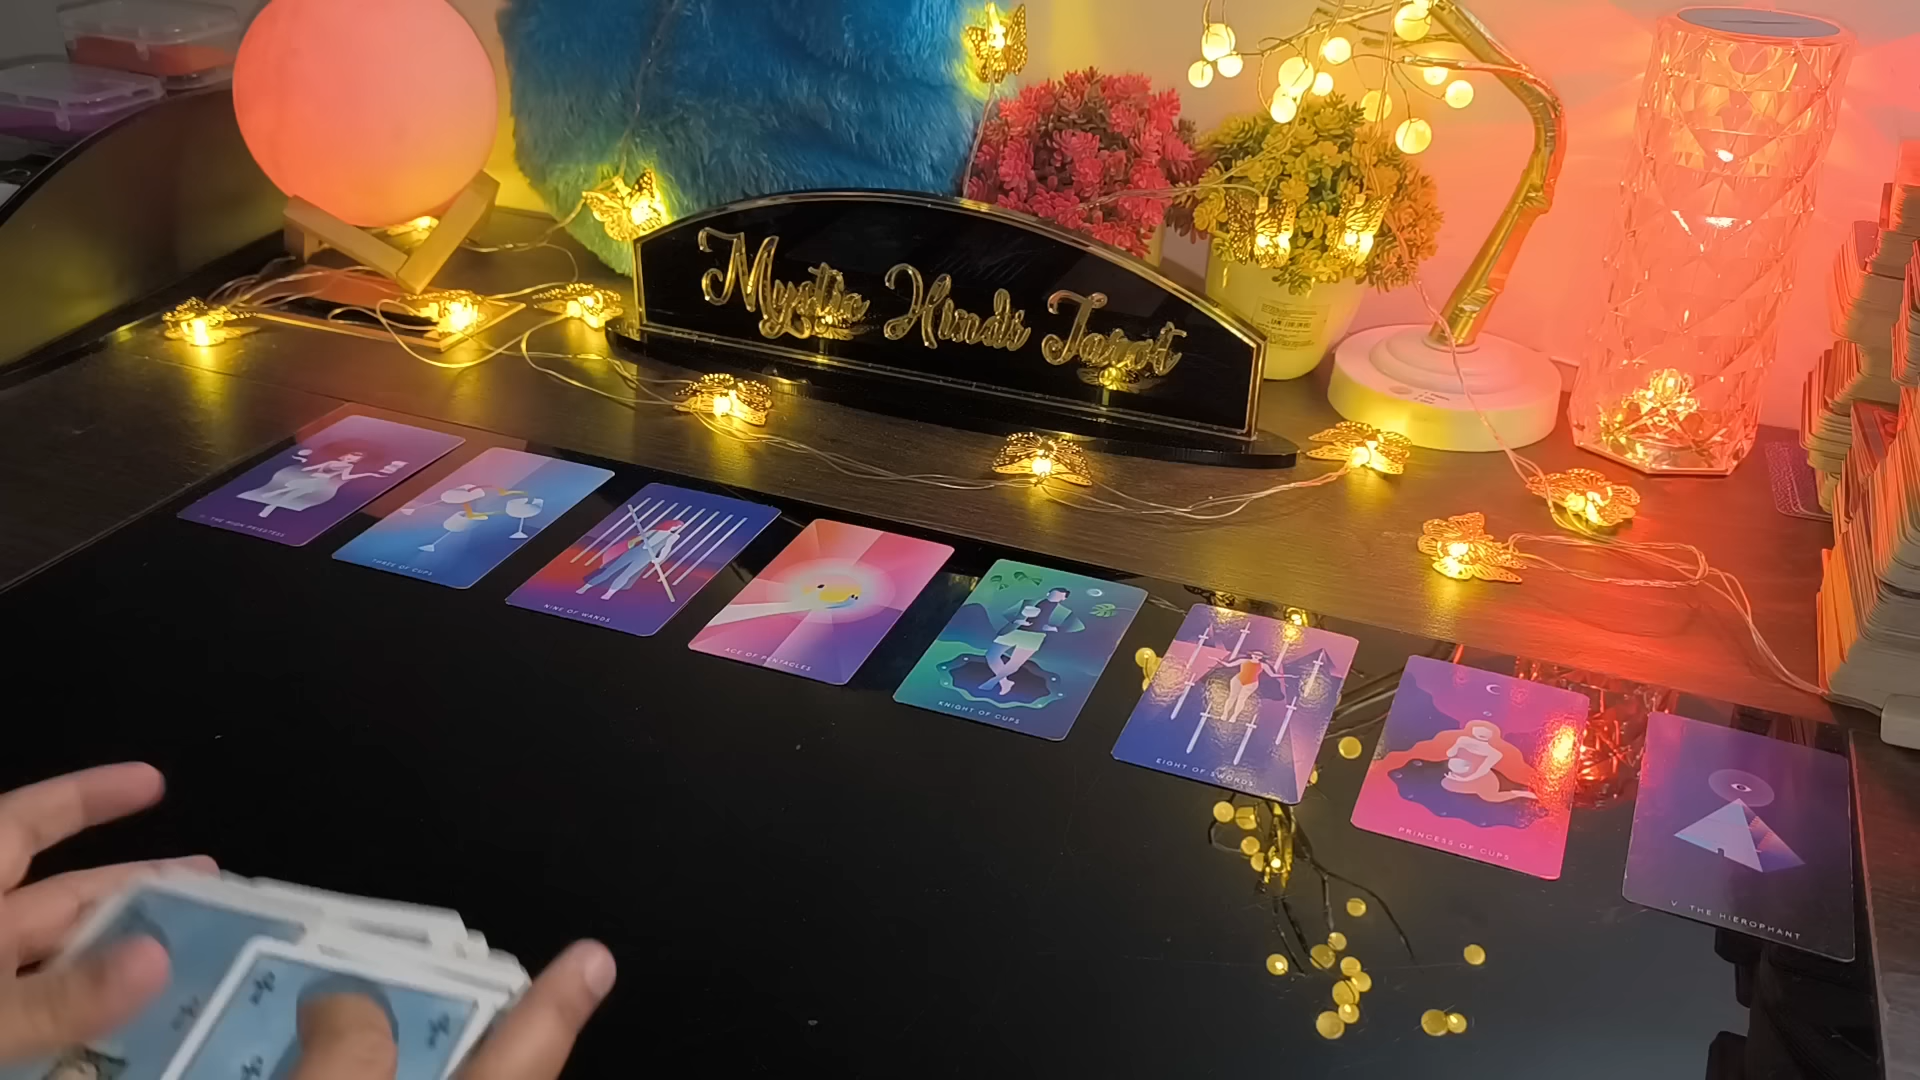 Mystic Hindi Tarot
II. THE HIGH PRIESTESS
THREE OF CUPS
NINE OF WANDS
ACE OF PENTACLES
KNIGHT OF CUPS
EIGHT OF SWORDS
PRINCESS OF CUPS
V. THE HIEROPHANT